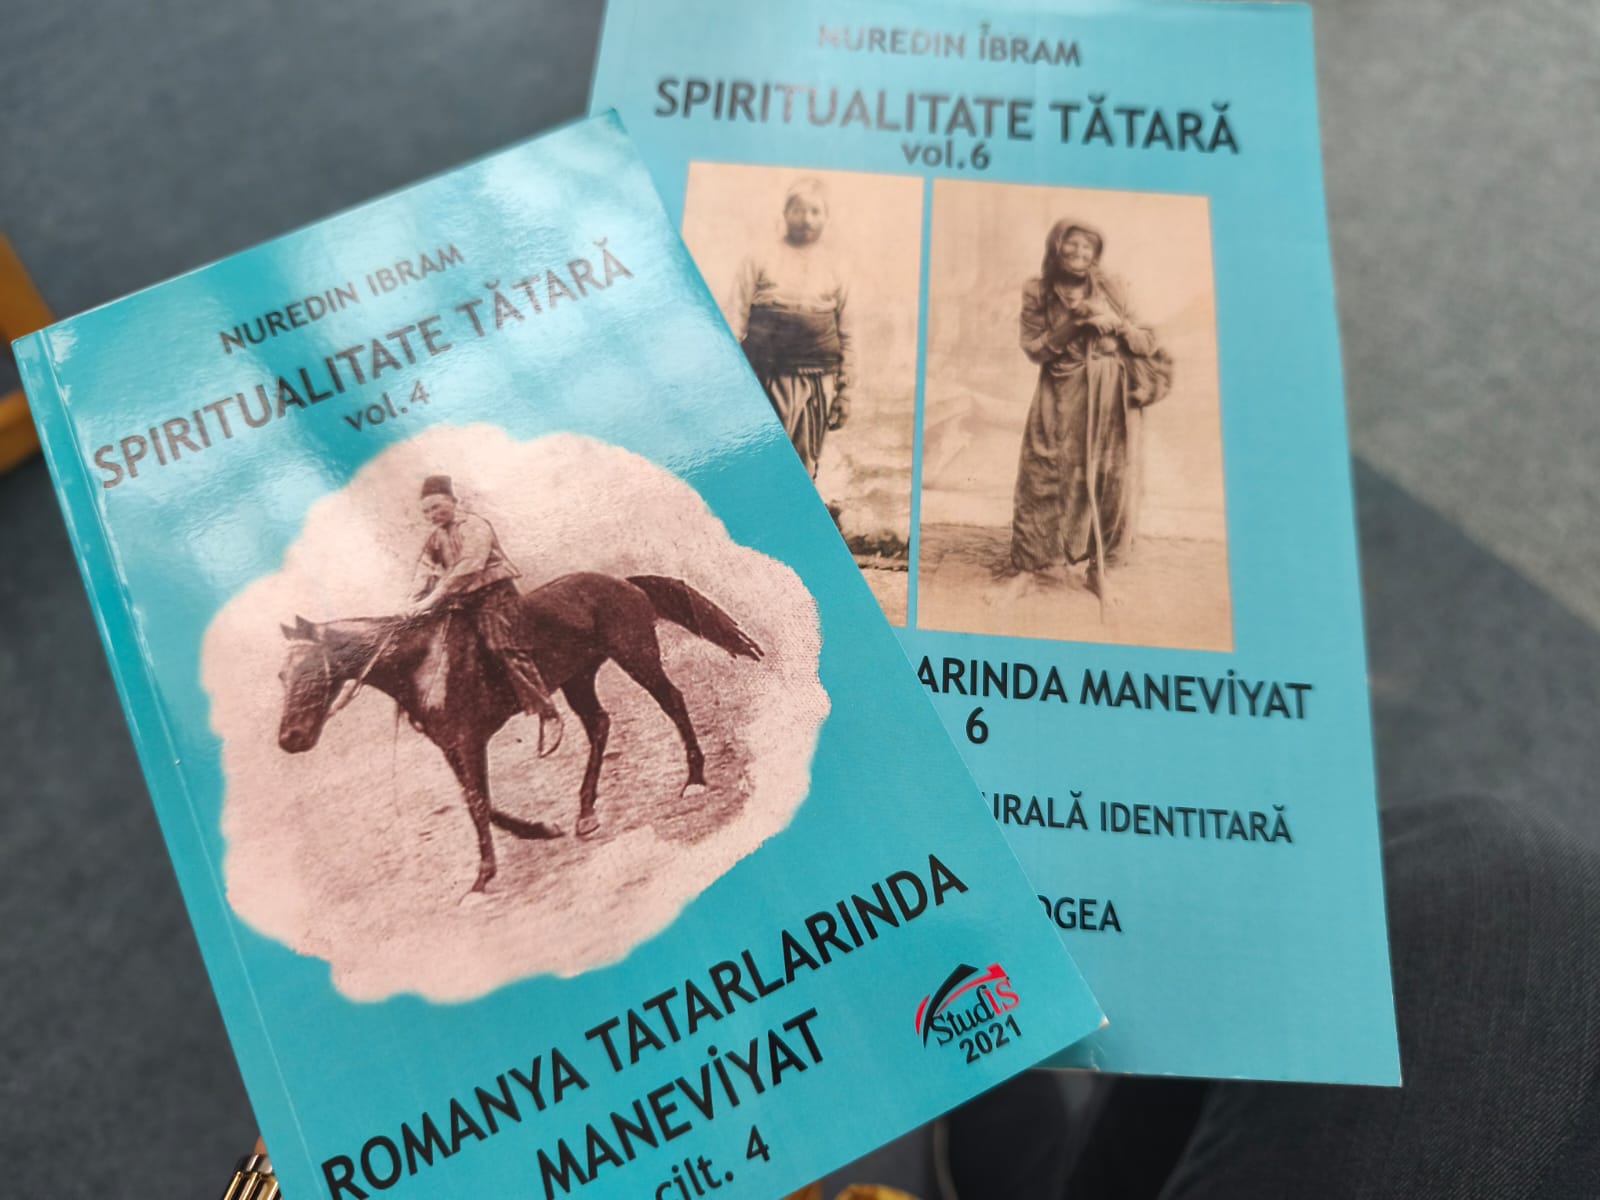 NUREDIN IBRAM
SPIRITUALITATE TĂTARĂ
vol.4
ROMANYA TATARLARINDA
MANEVİYAT
cilt. 4
StudIS
2021
NUREDIN ÎBRAM
SPIRITUALITATE TĂTARĂ
vol.6
ARINDA MANEVİYAT
6
URALĂ IDENTITARĂ
OGEA